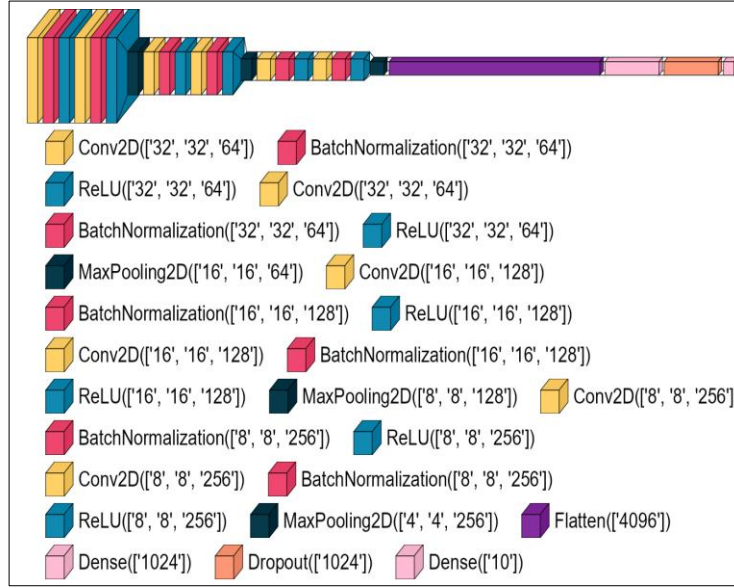 Conv2D(['32', '32', '64']) BatchNormalization(['32', '32', '64'])
ReLU(['32', '32', '64']) Conv2D(['32', '32', '64'])
BatchNormalization(['32', '32', '64']) ReLU(['32', '32', '64'])
MaxPooling2D(['16', '16', '64']) Conv2D(['16', '16', '128'])
BatchNormalization(['16', '16', '128']) ReLU(['16', '16', '128'])
Conv2D(['16', '16', '128']) BatchNormalization(['16', '16', '128'])
ReLU(['16', '16', '128']) MaxPooling2D(['8', '8', '128']) Conv2D(['8', '8', '256']
BatchNormalization(['8', '8', '256']) ReLU(['8', '8', '256'])
Conv2D(['8', '8', '256']) BatchNormalization(['8', '8', '256'])
ReLU(['8', '8', '256']) MaxPooling2D(['4', '4', '256']) Flatten(['4096'])
Dense(['1024']) Dropout(['1024']) Dense(['10'])